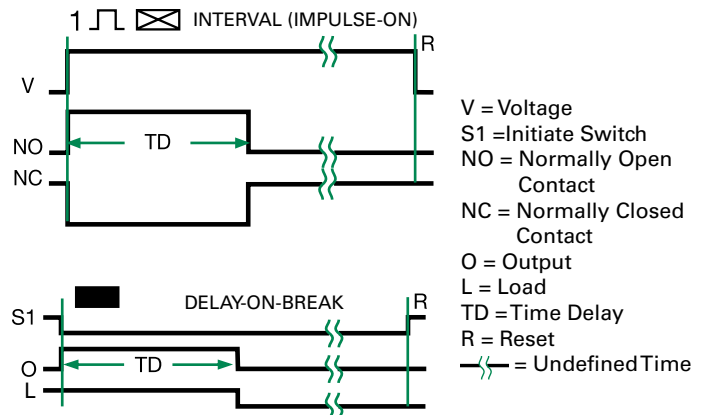 1 INTERVAL (IMPULSE-ON)
R
V
NO
TD
NC
DELAY-ON-BREAK
R
S1
O
TD
L
V = Voltage
S1 =Initiate Switch
NO = Normally Open
Contact
NC = Normally Closed
Contact
O = Output
L = Load
TD =Time Delay
R = Reset
= Undefined Time